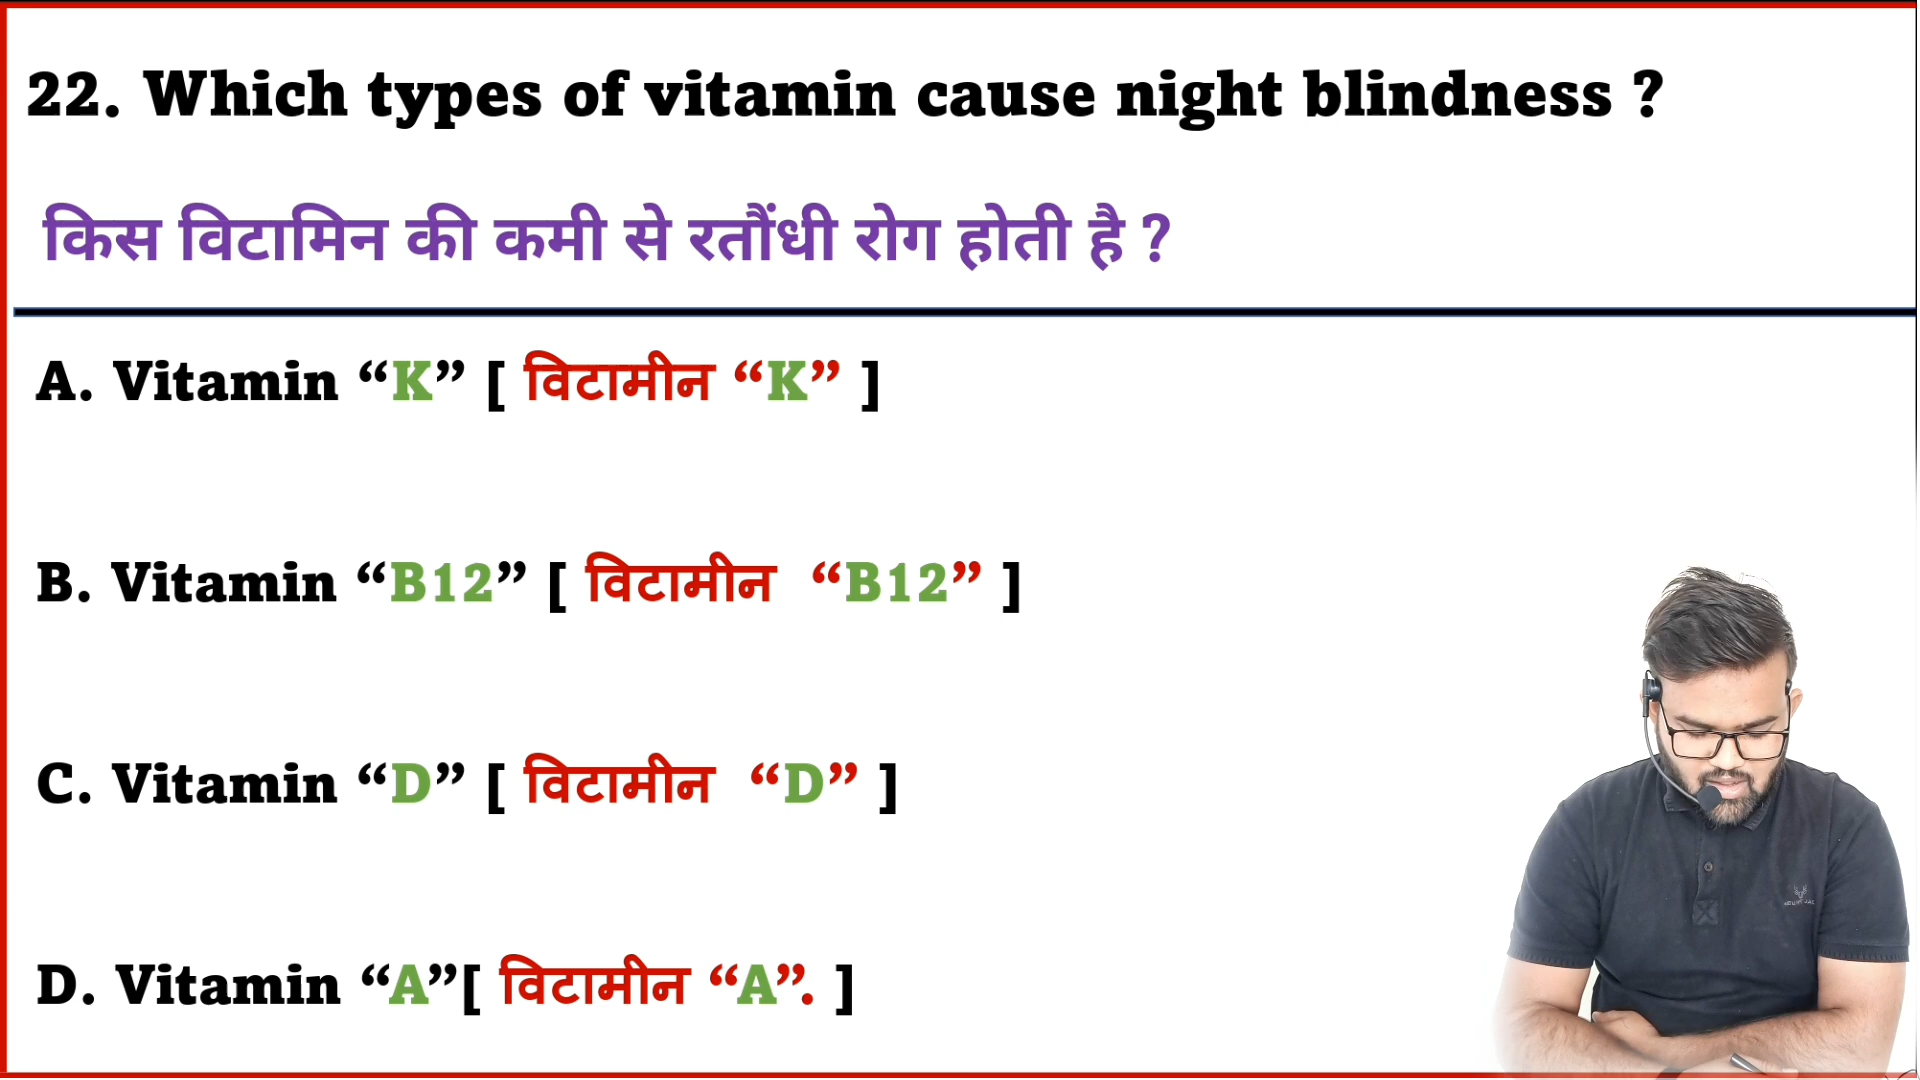 22. Which types of vitamin cause night blindness ?
किस विटामिन की कमी से रतौंधी रोग होती है ?
A. Vitamin “K” [ विटामीन “K” ]
B. Vitamin “B12” [ विटामीन “B12” ]
C. Vitamin “D” [ विटामीन “D” ]
D. Vitamin “A”[ विटामीन “A”. ]